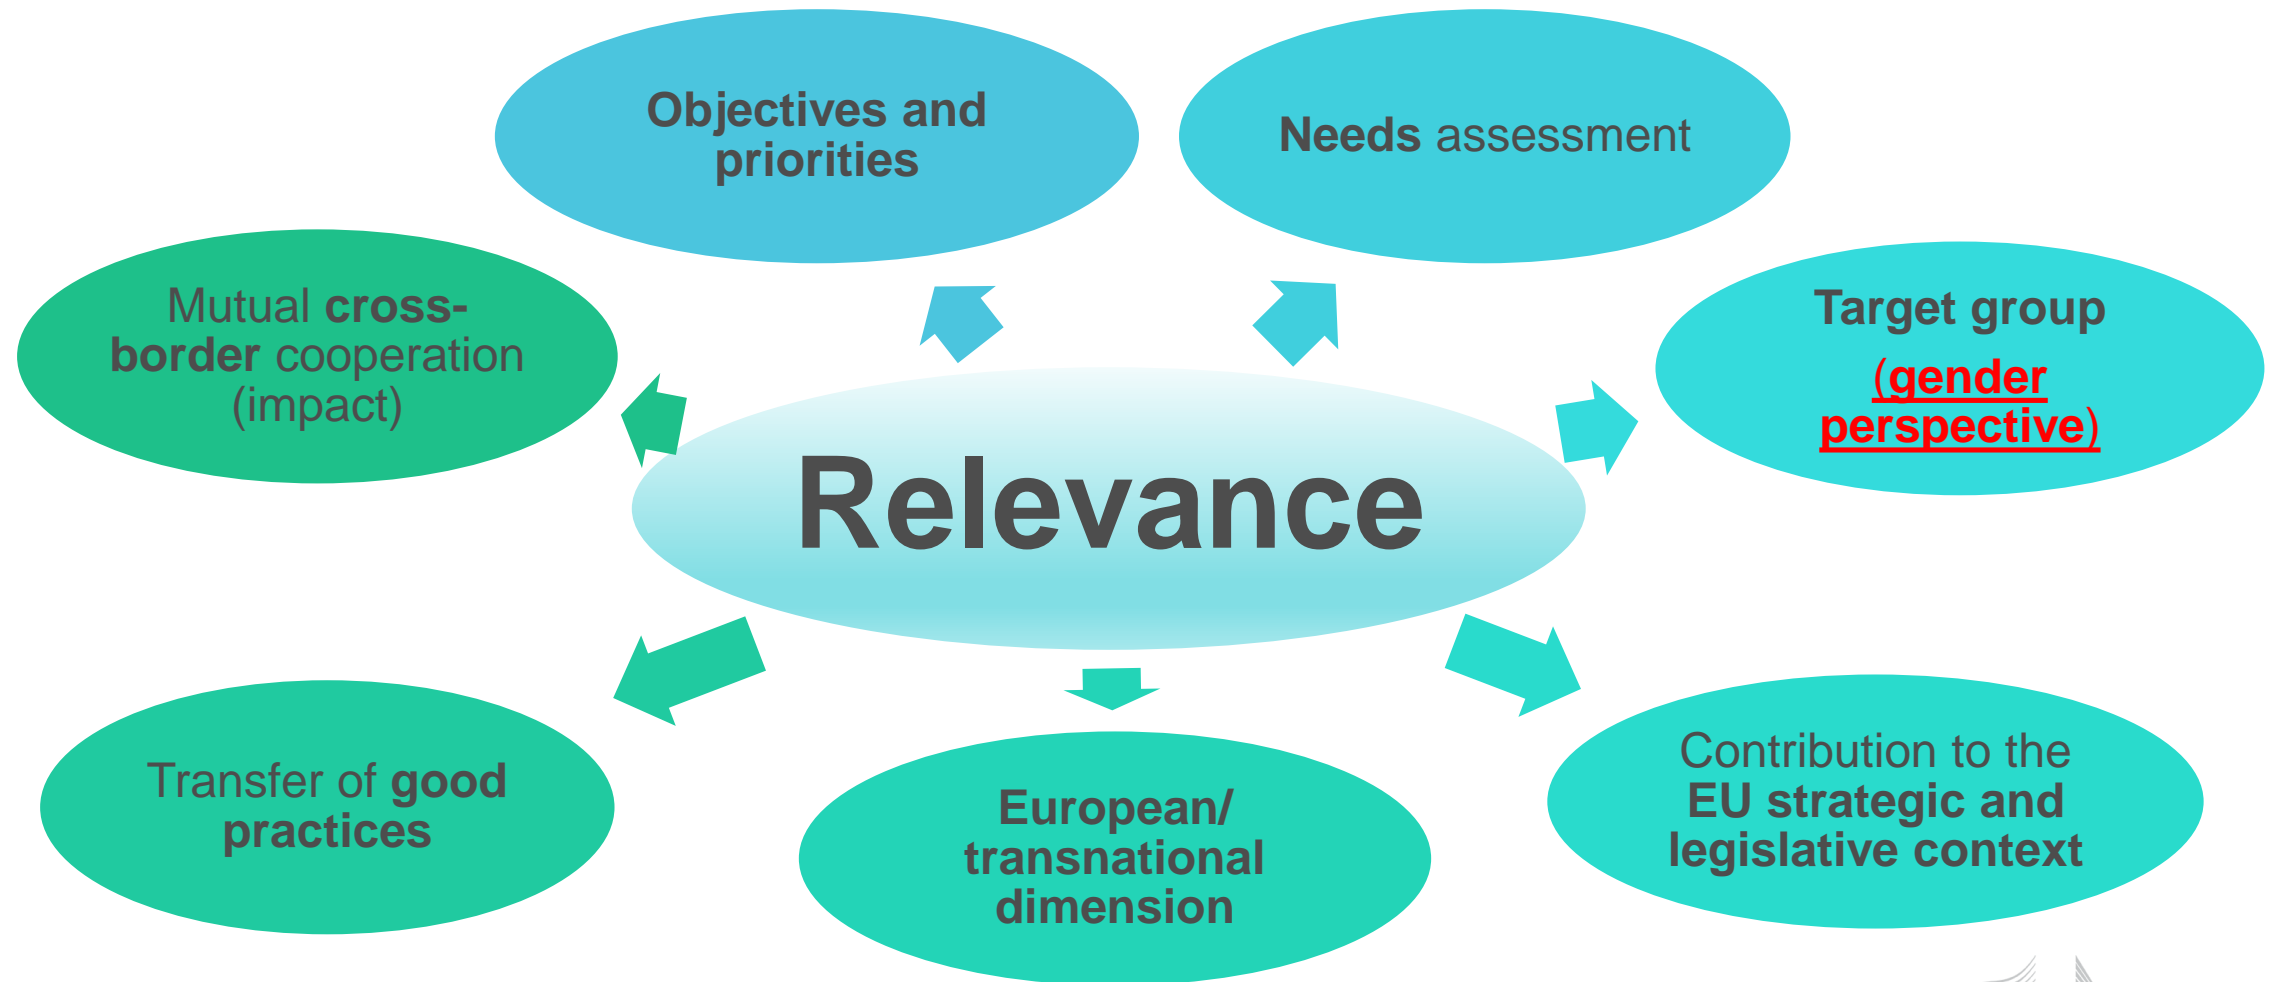 Objectives and
priorities
Needs assessment
Mutual cross-
border cooperation
(impact)
Target group
(gender
perspective)
Relevance
Transfer of good
practices
European/
transnational
dimension
Contribution to the
EU strategic and
legislative context